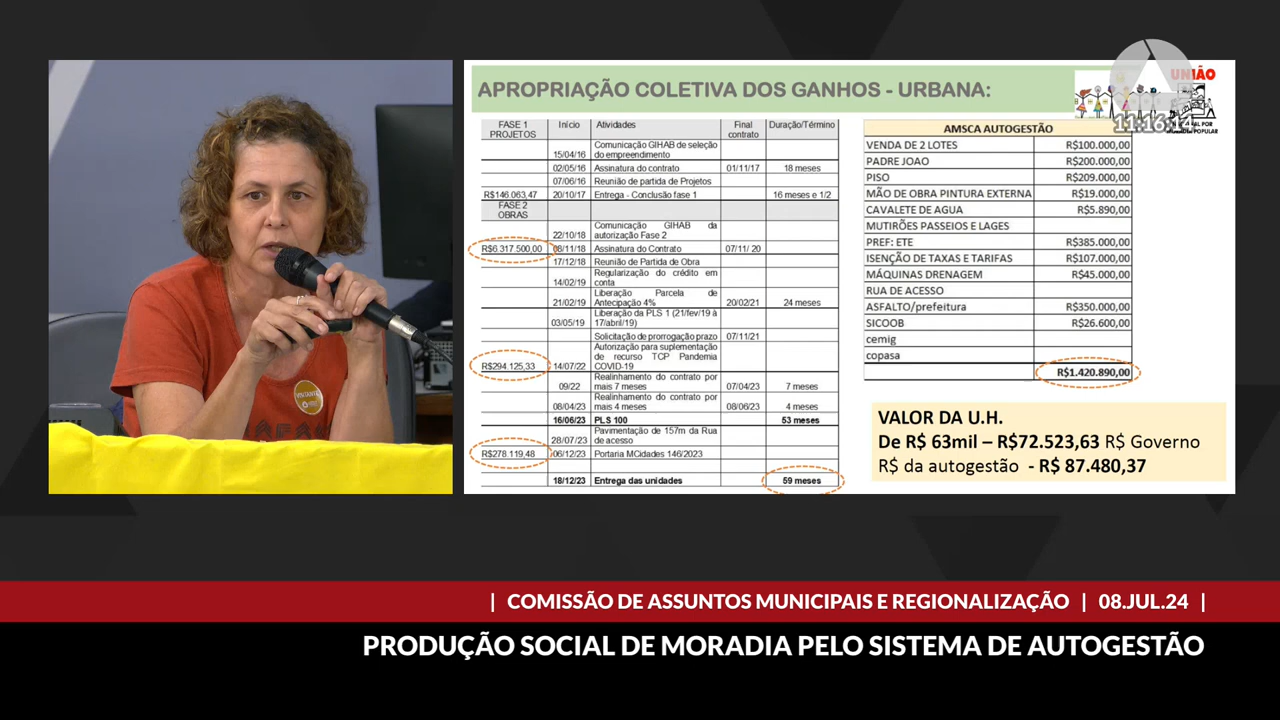 APROPRIAÇÃO COLETIVA DOS GANHOS - URBANA:
UNIÃO
11:16:14
FASE 1 PROJETOS Início Atividades Final contrato Duração/Término
15/04/16 Comunicação GIHAB de seleção do empreendimento
02/05/16 Assinatura do contrato 01/11/17 18 meses
07/06/16 Reunião de partida de Projetos
R$146.063,47 20/10/17 Entrega - Conclusão fase 1 16 meses e 1/2
FASE 2 OBRAS
22/10/18 Comunicação GIHAB da autorização Fase 2
R$6.317.500,00 08/11/18 Assinatura do Contrato 07/11/ 20
17/12/18 Reunião de Partida de Obra
14/02/19 Regularização do crédito em conta
21/02/19 Liberação Parcela de Antecipação 4% 20/02/21 24 meses
03/05/19 Liberação da PLS 1 (21/fev/19 à 17/abril/19)
Solicitação de prorrogação prazo 07/11/21
R$294.125,33 14/07/22 Autorização para suplementação de recurso TCP Pandemia COVID-19
09/22 Realinhamento do contrato por mais 7 meses 07/04/23 7 meses
08/04/23 Realinhamento do contrato por mais 4 meses 08/06/23 4 meses
16/06/23 PLS 100 53 meses
28/07/23 Pavimentação de 157m da Rua de acesso
R$278.119,48 06/12/23 Portaria MCidades 146/2023
18/12/23 Entrega das unidades 59 meses
AMSCA AUTOGESTÃO
VENDA DE 2 LOTES R$100.000,00
PADRE JOAO R$200.000,00
PISO R$209.000,00
MÃO DE OBRA PINTURA EXTERNA R$19.000,00
CAVALETE DE AGUA R$5.890,00
MUTIRÕES PASSEIOS E LAGES
PREF: ETE R$385.000,00
ISENÇÃO DE TAXAS E TARIFAS R$107.000,00
MÁQUINAS DRENAGEM R$45.000,00
RUA DE ACESSO
ASFALTO/prefeitura R$350.000,00
SICOOB R$26.600,00
cemig
copasa
R$1.420.890,00
VALOR DA U.H.
De R$ 63mil – R$72.523,63 R$ Governo
R$ da autogestão - R$ 87.480,37
VISITANTE
| COMISSÃO DE ASSUNTOS MUNICIPAIS E REGIONALIZAÇÃO | 08.JUL.24 |
PRODUÇÃO SOCIAL DE MORADIA PELO SISTEMA DE AUTOGESTÃO